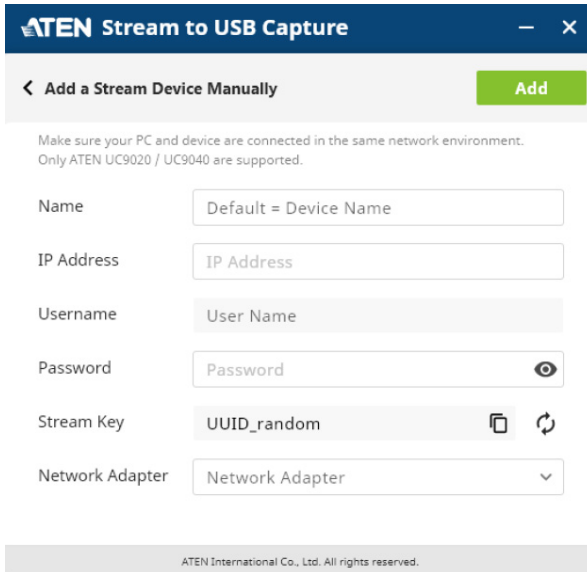 ATEN Stream to USB Capture
Add a Stream Device Manually
Add
Make sure your PC and device are connected in the same network environment.
Only ATEN UC9020 / UC9040 are supported.
Name
Default = Device Name
IP Address
IP Address
Username
User Name
Password
Password
Stream Key
UUID_random
Network Adapter
Network Adapter
ATEN International Co., Ltd. All rights reserved.